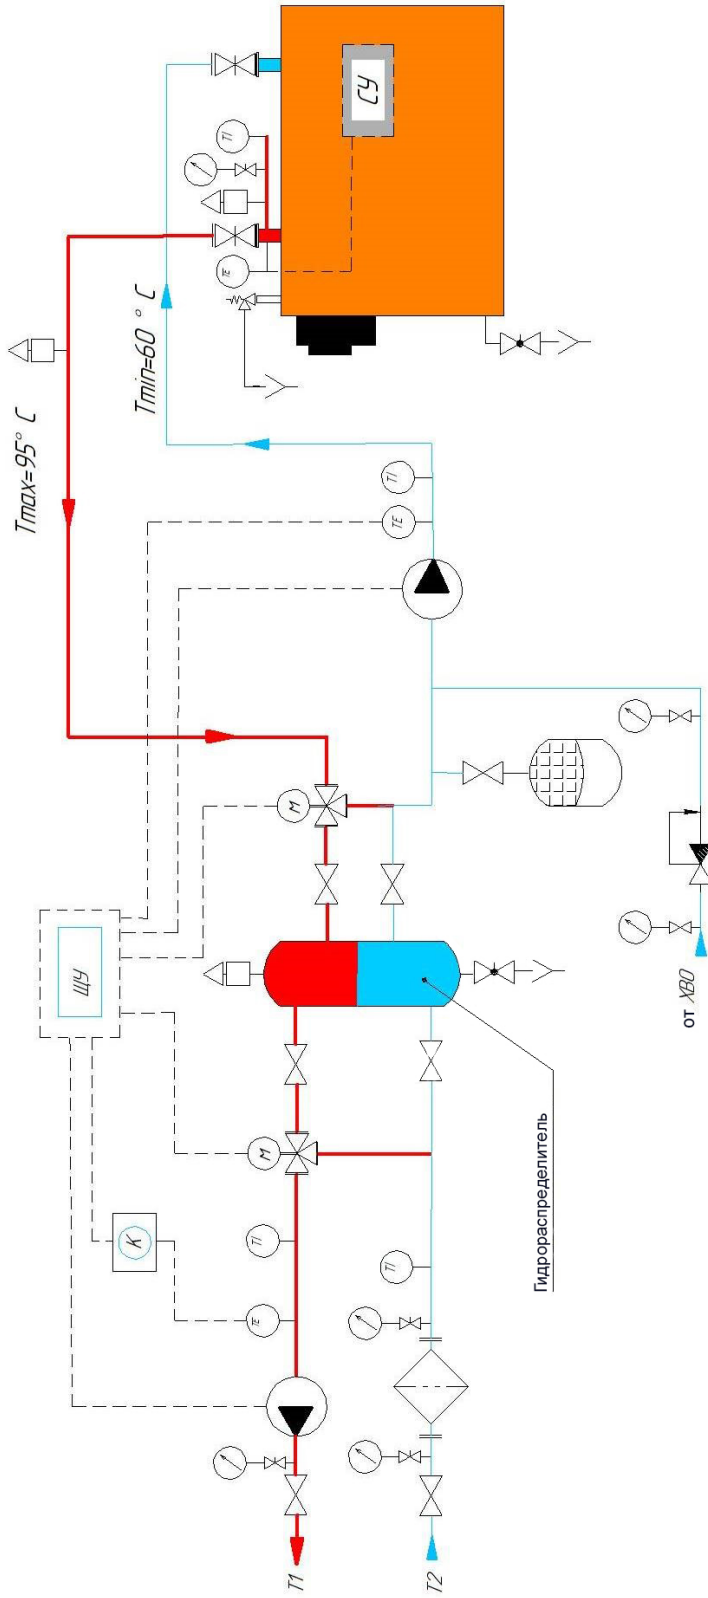 Tmax=95° C
ЩУ
K
Tmin=60 ° C
TE
TI
TE
TI
M
M
T1
СУ
TI
TE
TI
T2
Гидрораспределитель
от ХВО